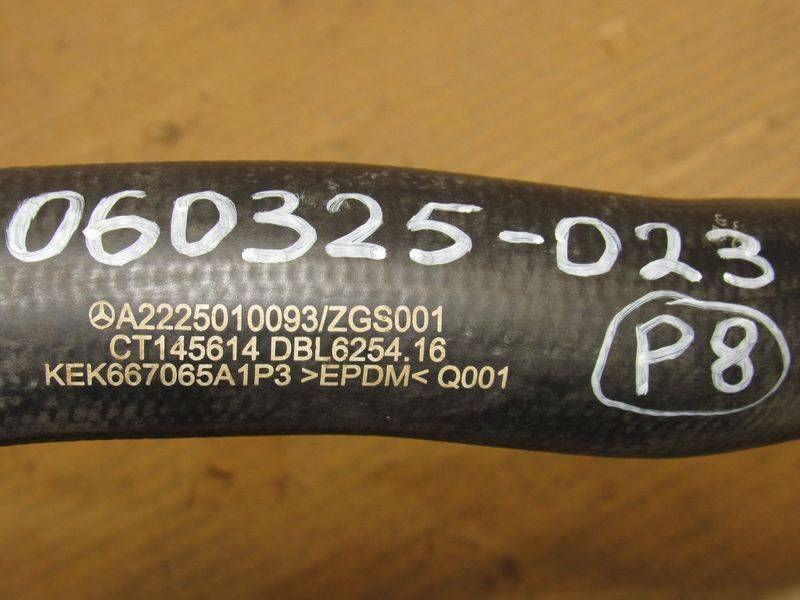 060325-023
P8
A2225010093/ZGS001
CT145614 DBL6254.16
KEK667065A1P3 >EPDM< Q001